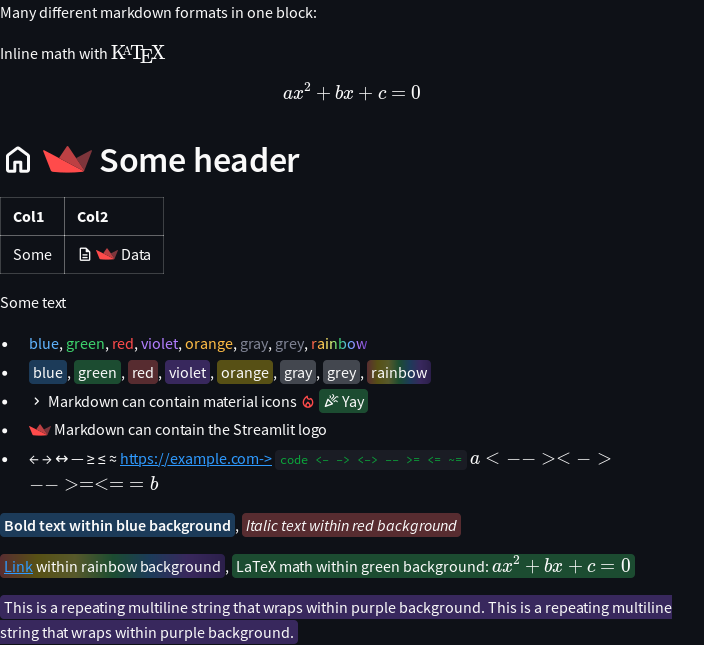 Many different markdown formats in one block:
Inline math with KATEX
ax² + bx + c = 0
Some header
Col1 Col2
Some Data
Some text
• blue, green, red, violet, orange, gray, grey, rainbow
• blue, green, red, violet, orange, gray, grey, rainbow
• Markdown can contain material icons Yay
• Markdown can contain the Streamlit logo
• ← → ↔ — ≥ ≤ ≈ https://example.com-> code <- -> <-> -- >= <= ~= a < −− >< − >
−− >=<= = b
Bold text within blue background, Italic text within red background
Link within rainbow background, LaTeX math within green background: ax² + bx + c = 0
This is a repeating multiline string that wraps within purple background. This is a repeating multiline
string that wraps within purple background.